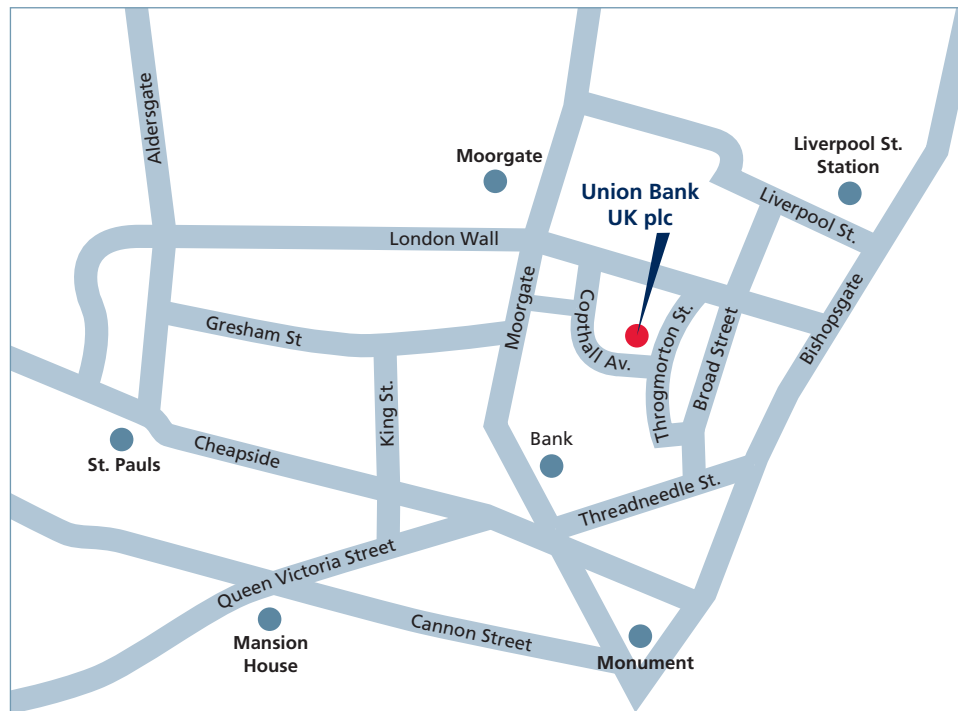 Aldersgate
Moorgate
Liverpool St.
Station
Union Bank
UK plc
Liverpool St.
London Wall
Moorgate
Copthall Av.
Throgmorton St.
Broad Street
Bishopsgate
Gresham St
King St.
Bank
St. Pauls
Cheapside
Threadneedle St.
Queen Victoria Street
Cannon Street
Mansion
House
Monument